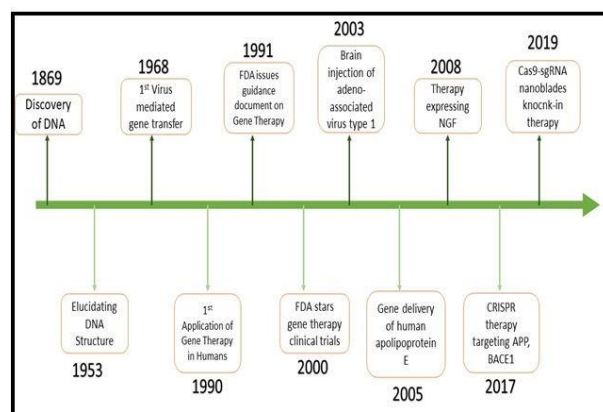 1869
Discovery
of DNA
1968
1st Virus
mediated
gene transfer
1991
FDA issues
guidance
document on
Gene Therapy
2003
Brain
injection of
adeno-
associated
virus type 1
2008
Therapy
expressing
NGF
2019
Cas9-sgRNA
nanoblades
knocnk-in
therapy
Elucidating
DNA
Structure
1953
1st
Application of
Gene Therapy
in Humans
1990
FDA stars
gene therapy
clinical trials
2000
Gene delivery
of human
apolipoprotein
E
2005
CRISPR
therapy
targeting APP,
BACE1
2017